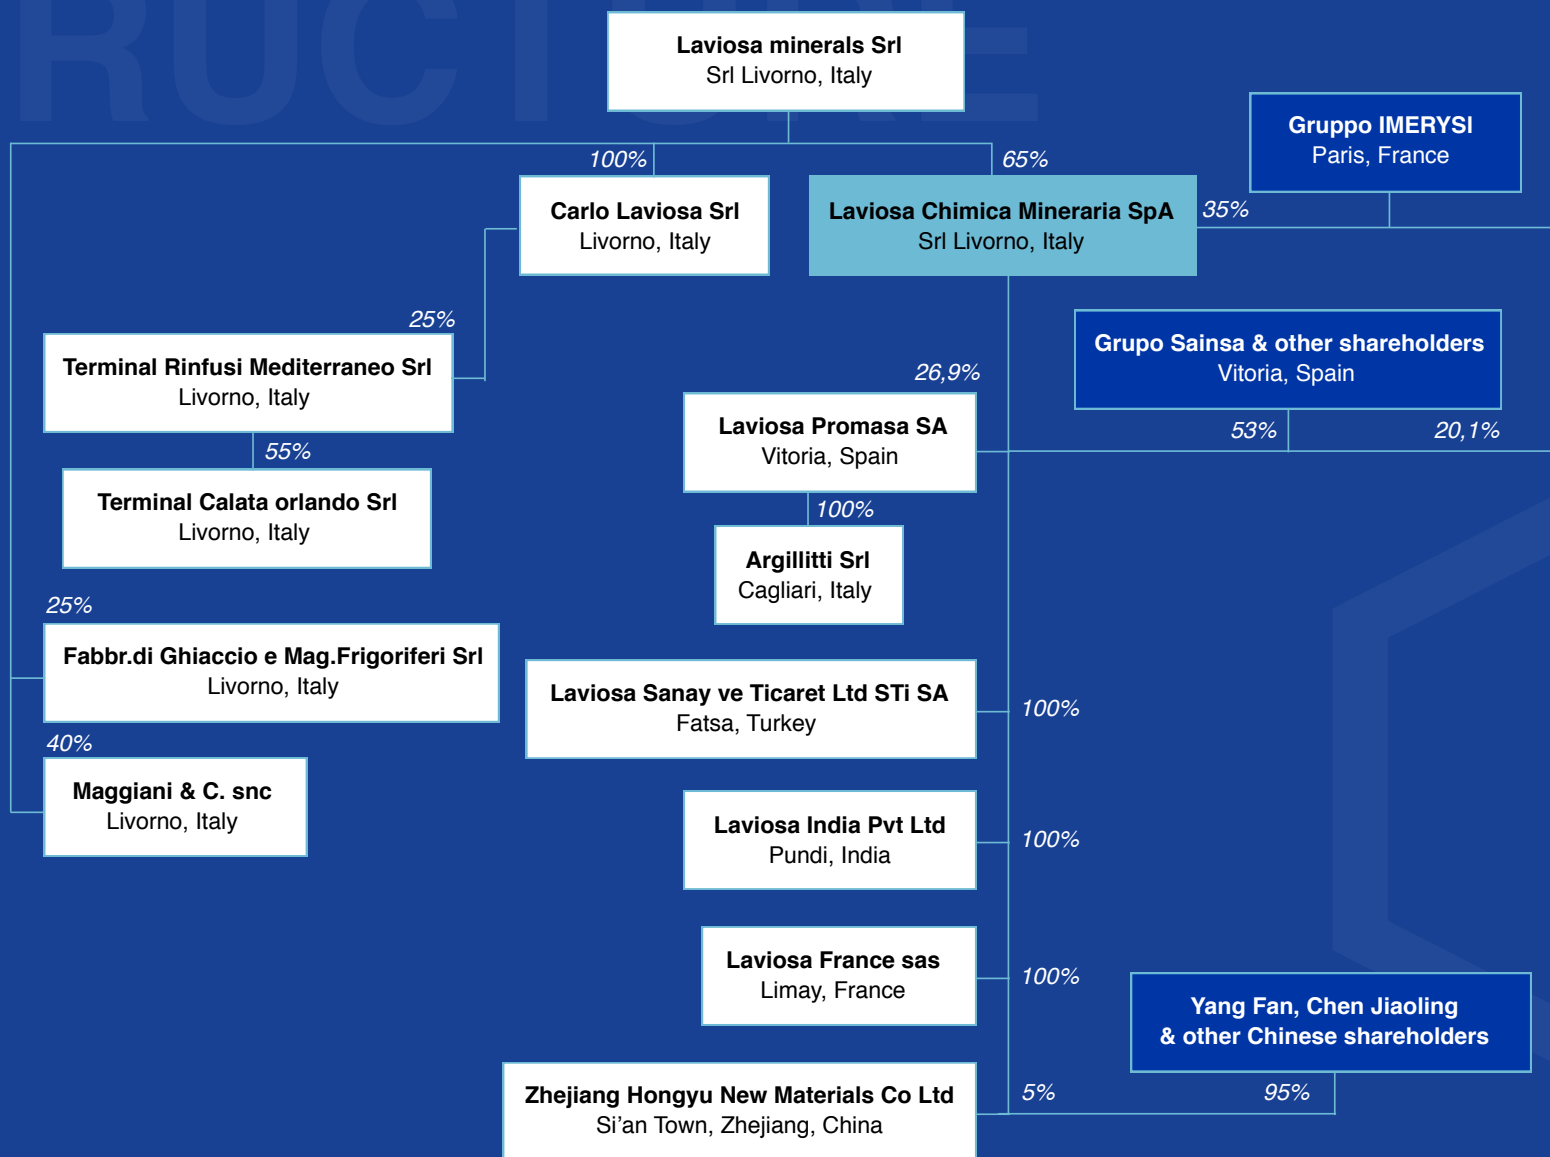 RUCTURE
Laviosa minerals Srl
Srl Livorno, Italy
Gruppo IMERYSI
Paris, France
100%
65%
Carlo Laviosa Srl
Livorno, Italy
Laviosa Chimica Mineraria SpA
Srl Livorno, Italy
35%
25%
Terminal Rinfusi Mediterraneo Srl
Livorno, Italy
55%
Terminal Calata orlando Srl
Livorno, Italy
Grupo Sainsa & other shareholders
Vitoria, Spain
53%
20,1%
26,9%
Laviosa Promasa SA
Vitoria, Spain
100%
Argillitti Srl
Cagliari, Italy
25%
Fabbr.di Ghiaccio e Mag.Frigoriferi Srl
Livorno, Italy
40%
Maggiani & C. snc
Livorno, Italy
Laviosa Sanay ve Ticaret Ltd STi SA
Fatsa, Turkey
100%
Laviosa India Pvt Ltd
Pundi, India
100%
Laviosa France sas
Limay, France
100%
Yang Fan, Chen Jiaoling
& other Chinese shareholders
Zhejiang Hongyu New Materials Co Ltd
Si’an Town, Zhejiang, China
5%
95%